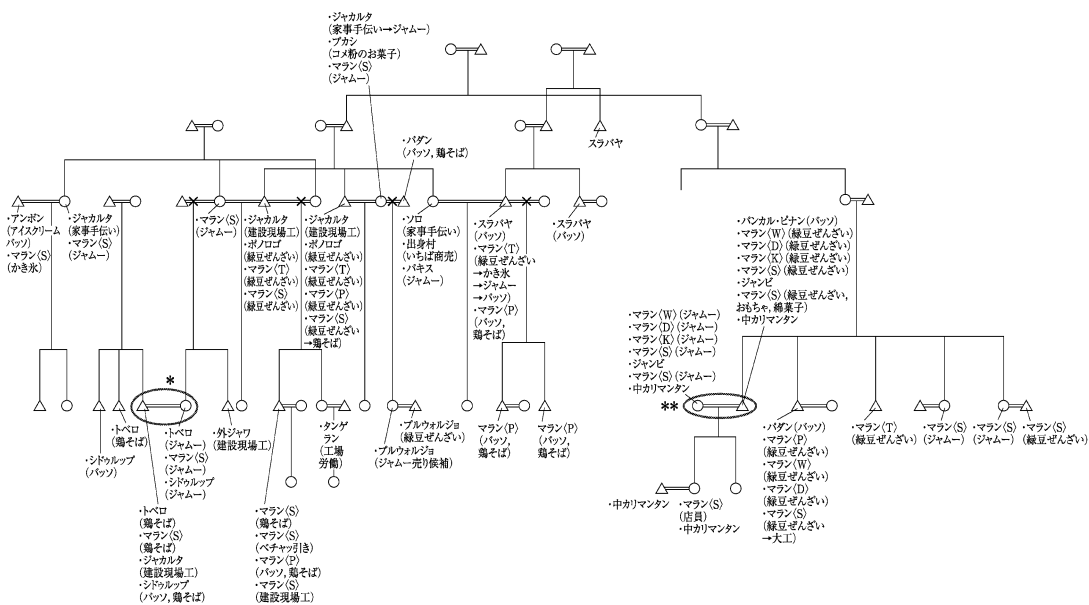 ・ジャカルタ
(家事手伝い→ジャムー)
・ブカシ
(コメ粉のお菓子)
・マラン〈S〉
(ジャムー)
スラバヤ
・パダン
(バッソ, 鶏そば)
・アンボン
(アイスクリーム
バッソ)
・マラン〈S〉
(かき氷)
・ジャカルタ
(家事手伝い)
・マラン〈S〉
(ジャムー)
・マラン〈S〉
(ジャムー)
・ジャカルタ
(建設現場工)
・ポノロゴ
(緑豆ぜんざい)
・マラン〈T〉
(緑豆ぜんざい)
・マラン〈S〉
(緑豆ぜんざい)
・ジャカルタ
(建設現場工)
・ポノロゴ
(緑豆ぜんざい)
・マラン〈T〉
(緑豆ぜんざい)
・マラン〈P〉
(緑豆ぜんざい)
・マラン〈S〉
(緑豆ぜんざい
→鶏そば)
・ソロ
(家事手伝い)
・出身村
(いちば商売)
・パキス
(ジャムー)
・スラバヤ
(バッソ)
・マラン〈T〉
(緑豆ぜんざい
→かき氷
→ジャムー
→バッソ)
・マラン〈P〉
(バッソ,
鶏そば)
・スラバヤ
(バッソ)
・パンカル・ピナン(バッソ)
・マラン〈W〉(緑豆ぜんざい)
・マラン〈D〉(緑豆ぜんざい)
・マラン〈K〉(緑豆ぜんざい)
・マラン〈S〉(緑豆ぜんざい)
・ジャンビ
・マラン〈S〉(緑豆ぜんざい,
おもちゃ, 綿菓子)
・中カリマンタン
・マラン〈W〉(ジャムー)
・マラン〈D〉(ジャムー)
・マラン〈K〉(ジャムー)
・マラン〈S〉(ジャムー)
・ジャンビ
・マラン〈S〉(ジャムー)
・中カリマンタン
*
**
・シドゥルップ
(バッソ)
・トベロ
(鶏そば)
・トベロ
(ジャムー)
・マラン〈S〉
(ジャムー)
・シドゥルップ
(ジャムー)
・外ジャワ
(建設現場工)
・トベロ
(鶏そば)
・マラン〈S〉
(鶏そば)
・ジャカルタ
(建設現場工)
・シドゥルップ
(バッソ, 鶏そば)
・マラン〈S〉
(鶏そば)
・マラン〈S〉
(ベチャッ引き)
・マラン〈P〉
(バッソ, 鶏そば)
・マラン〈S〉
(建設現場工)
・タンゲ
ラン
(工場
労働)
・プルウォルジョ
(緑豆ぜんざい)
・プルウォルジョ
(ジャムー売り候補)
マラン〈P〉
(バッソ,
鶏そば)
マラン〈P〉
(バッソ,
鶏そば)
・中カリマンタン
・マラン〈S〉
(店員)
・中カリマンタン
・パダン(バッソ)
・マラン〈P〉
(緑豆ぜんざい)
・マラン〈W〉
(緑豆ぜんざい)
・マラン〈D〉
(緑豆ぜんざい)
・マラン〈S〉
(緑豆ぜんざい
→大工)
・マラン〈T〉
(緑豆ぜんざい)
・マラン〈S〉
(ジャムー)
・マラン〈S〉
(ジャムー)
・マラン〈S〉
(緑豆ぜんざい)